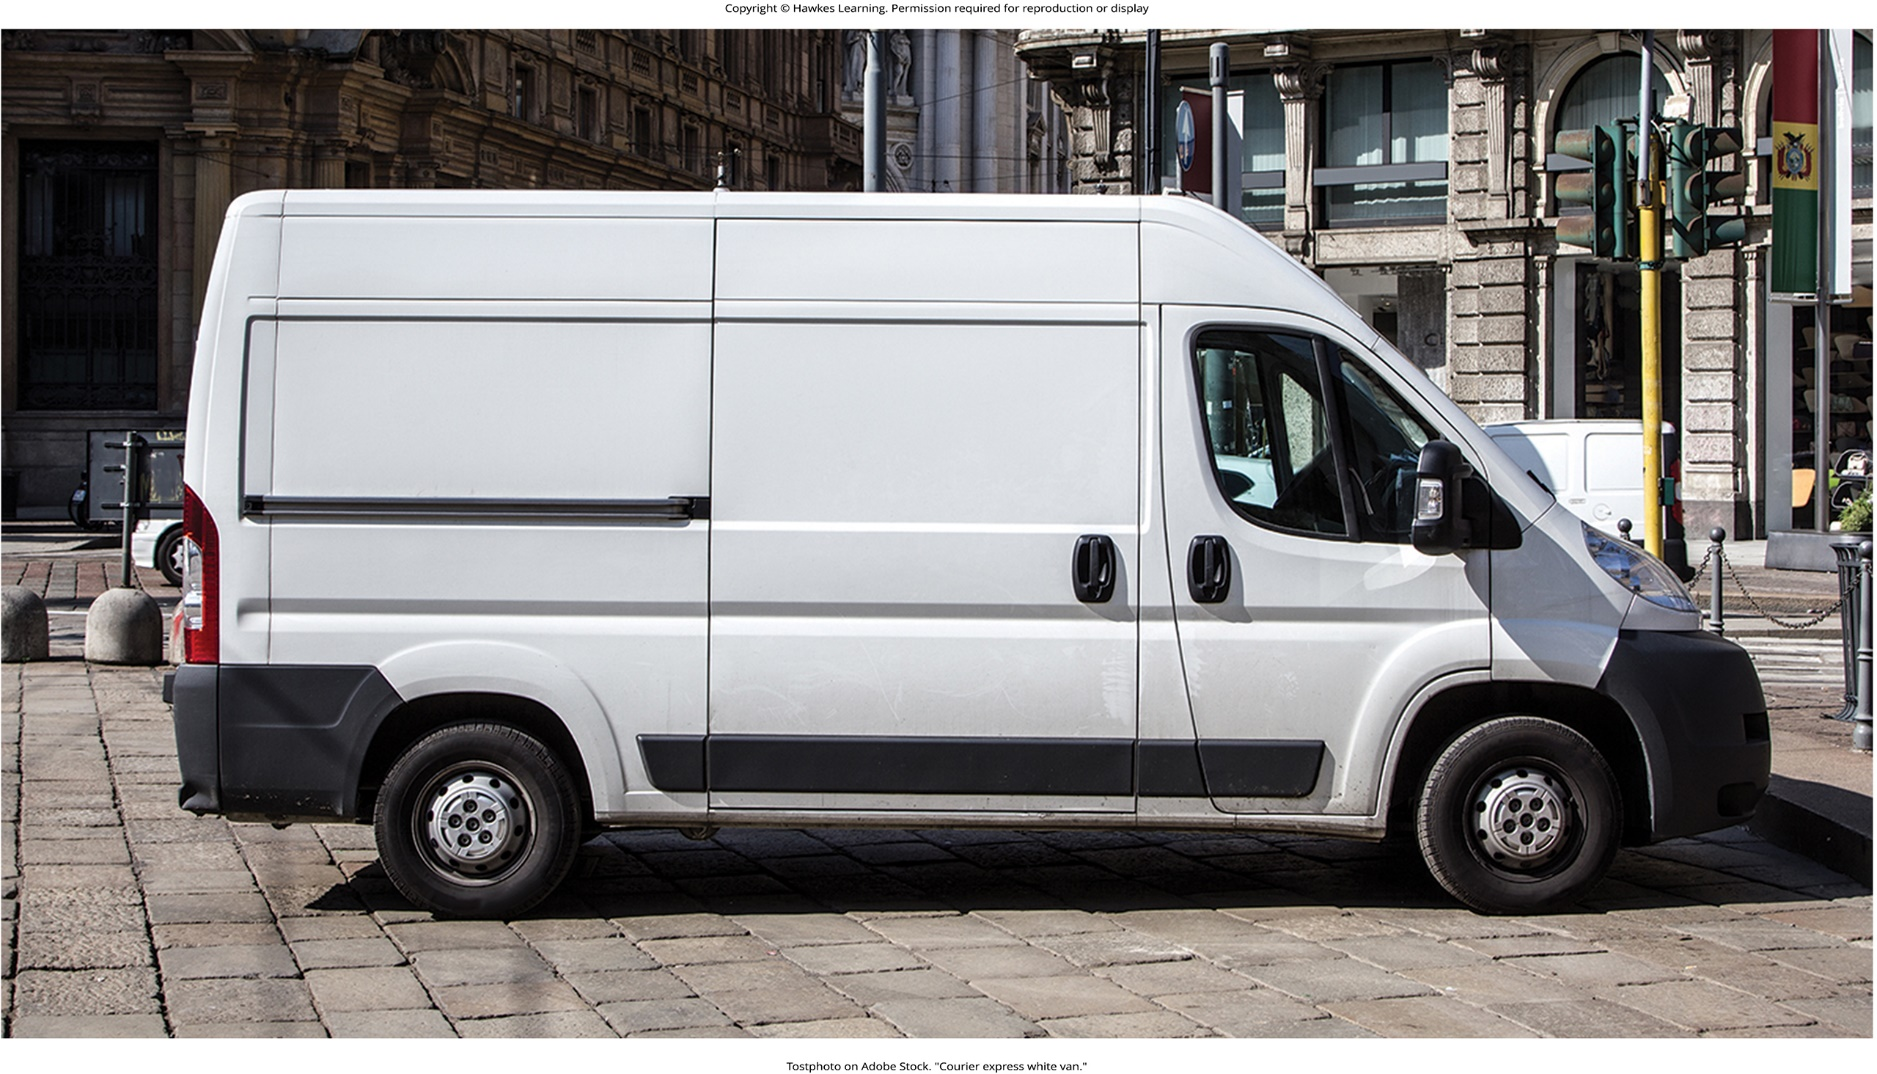 Copyright © Hawkes Learning. Permission required for reproduction or display
Tostphoto on Adobe Stock. "Courier express white van."